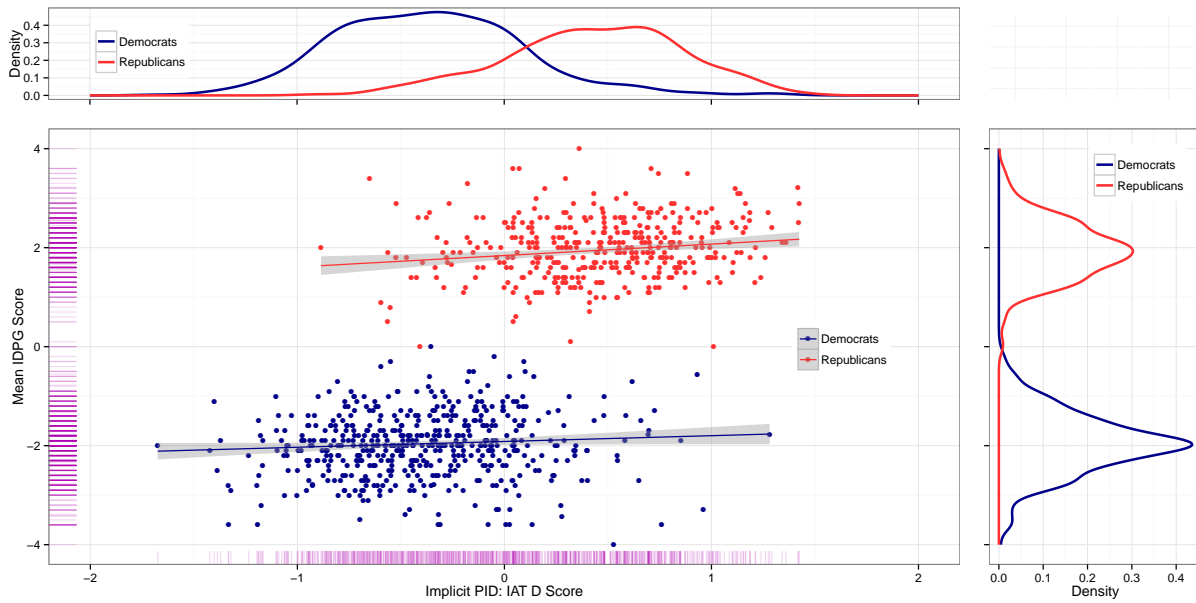 Density
0.4
0.3
0.2
0.1
0.0
Democrats
Republicans
Mean IDPG Score
4
2
0
−2
−4
Democrats
Republicans
−2
−1
0
1
2
Implicit PID: IAT D Score
Democrats
Republicans
0.0
0.1
0.2
0.3
0.4
Density